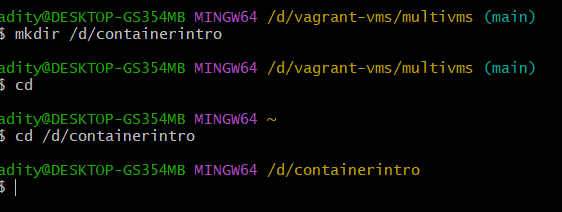 adity@DESKTOP-GS354MB MINGW64 /d/vagrant-vms/multivms (main)
$ mkdir /d/containerintro
adity@DESKTOP-GS354MB MINGW64 /d/vagrant-vms/multivms (main)
$ cd
adity@DESKTOP-GS354MB MINGW64 ~
$ cd /d/containerintro
adity@DESKTOP-GS354MB MINGW64 /d/containerintro
$